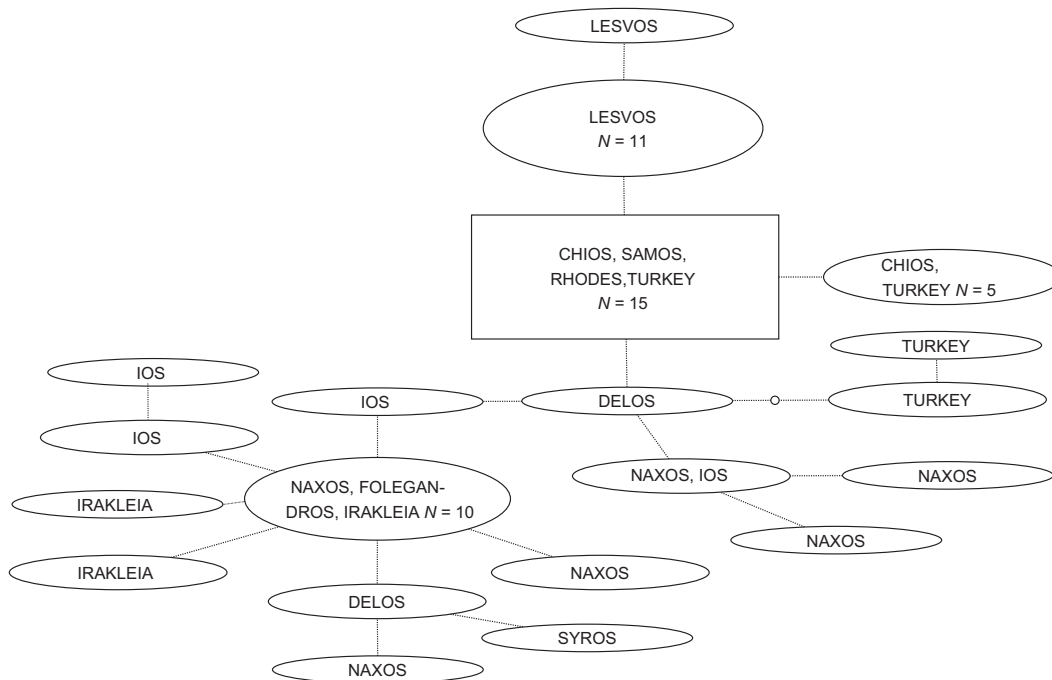 LESVOS
LESVOS
N = 11
CHIOS, SAMOS,
RHODES,TURKEY
N = 15
CHIOS,
TURKEY N = 5
TURKEY
IOS
IOS
DELOS
TURKEY
IOS
NAXOS, IOS
NAXOS
NAXOS, FOLEGAN-
DROS, IRAKLEIA N = 10
IRAKLEIA
NAXOS
IRAKLEIA
NAXOS
DELOS
SYROS
NAXOS